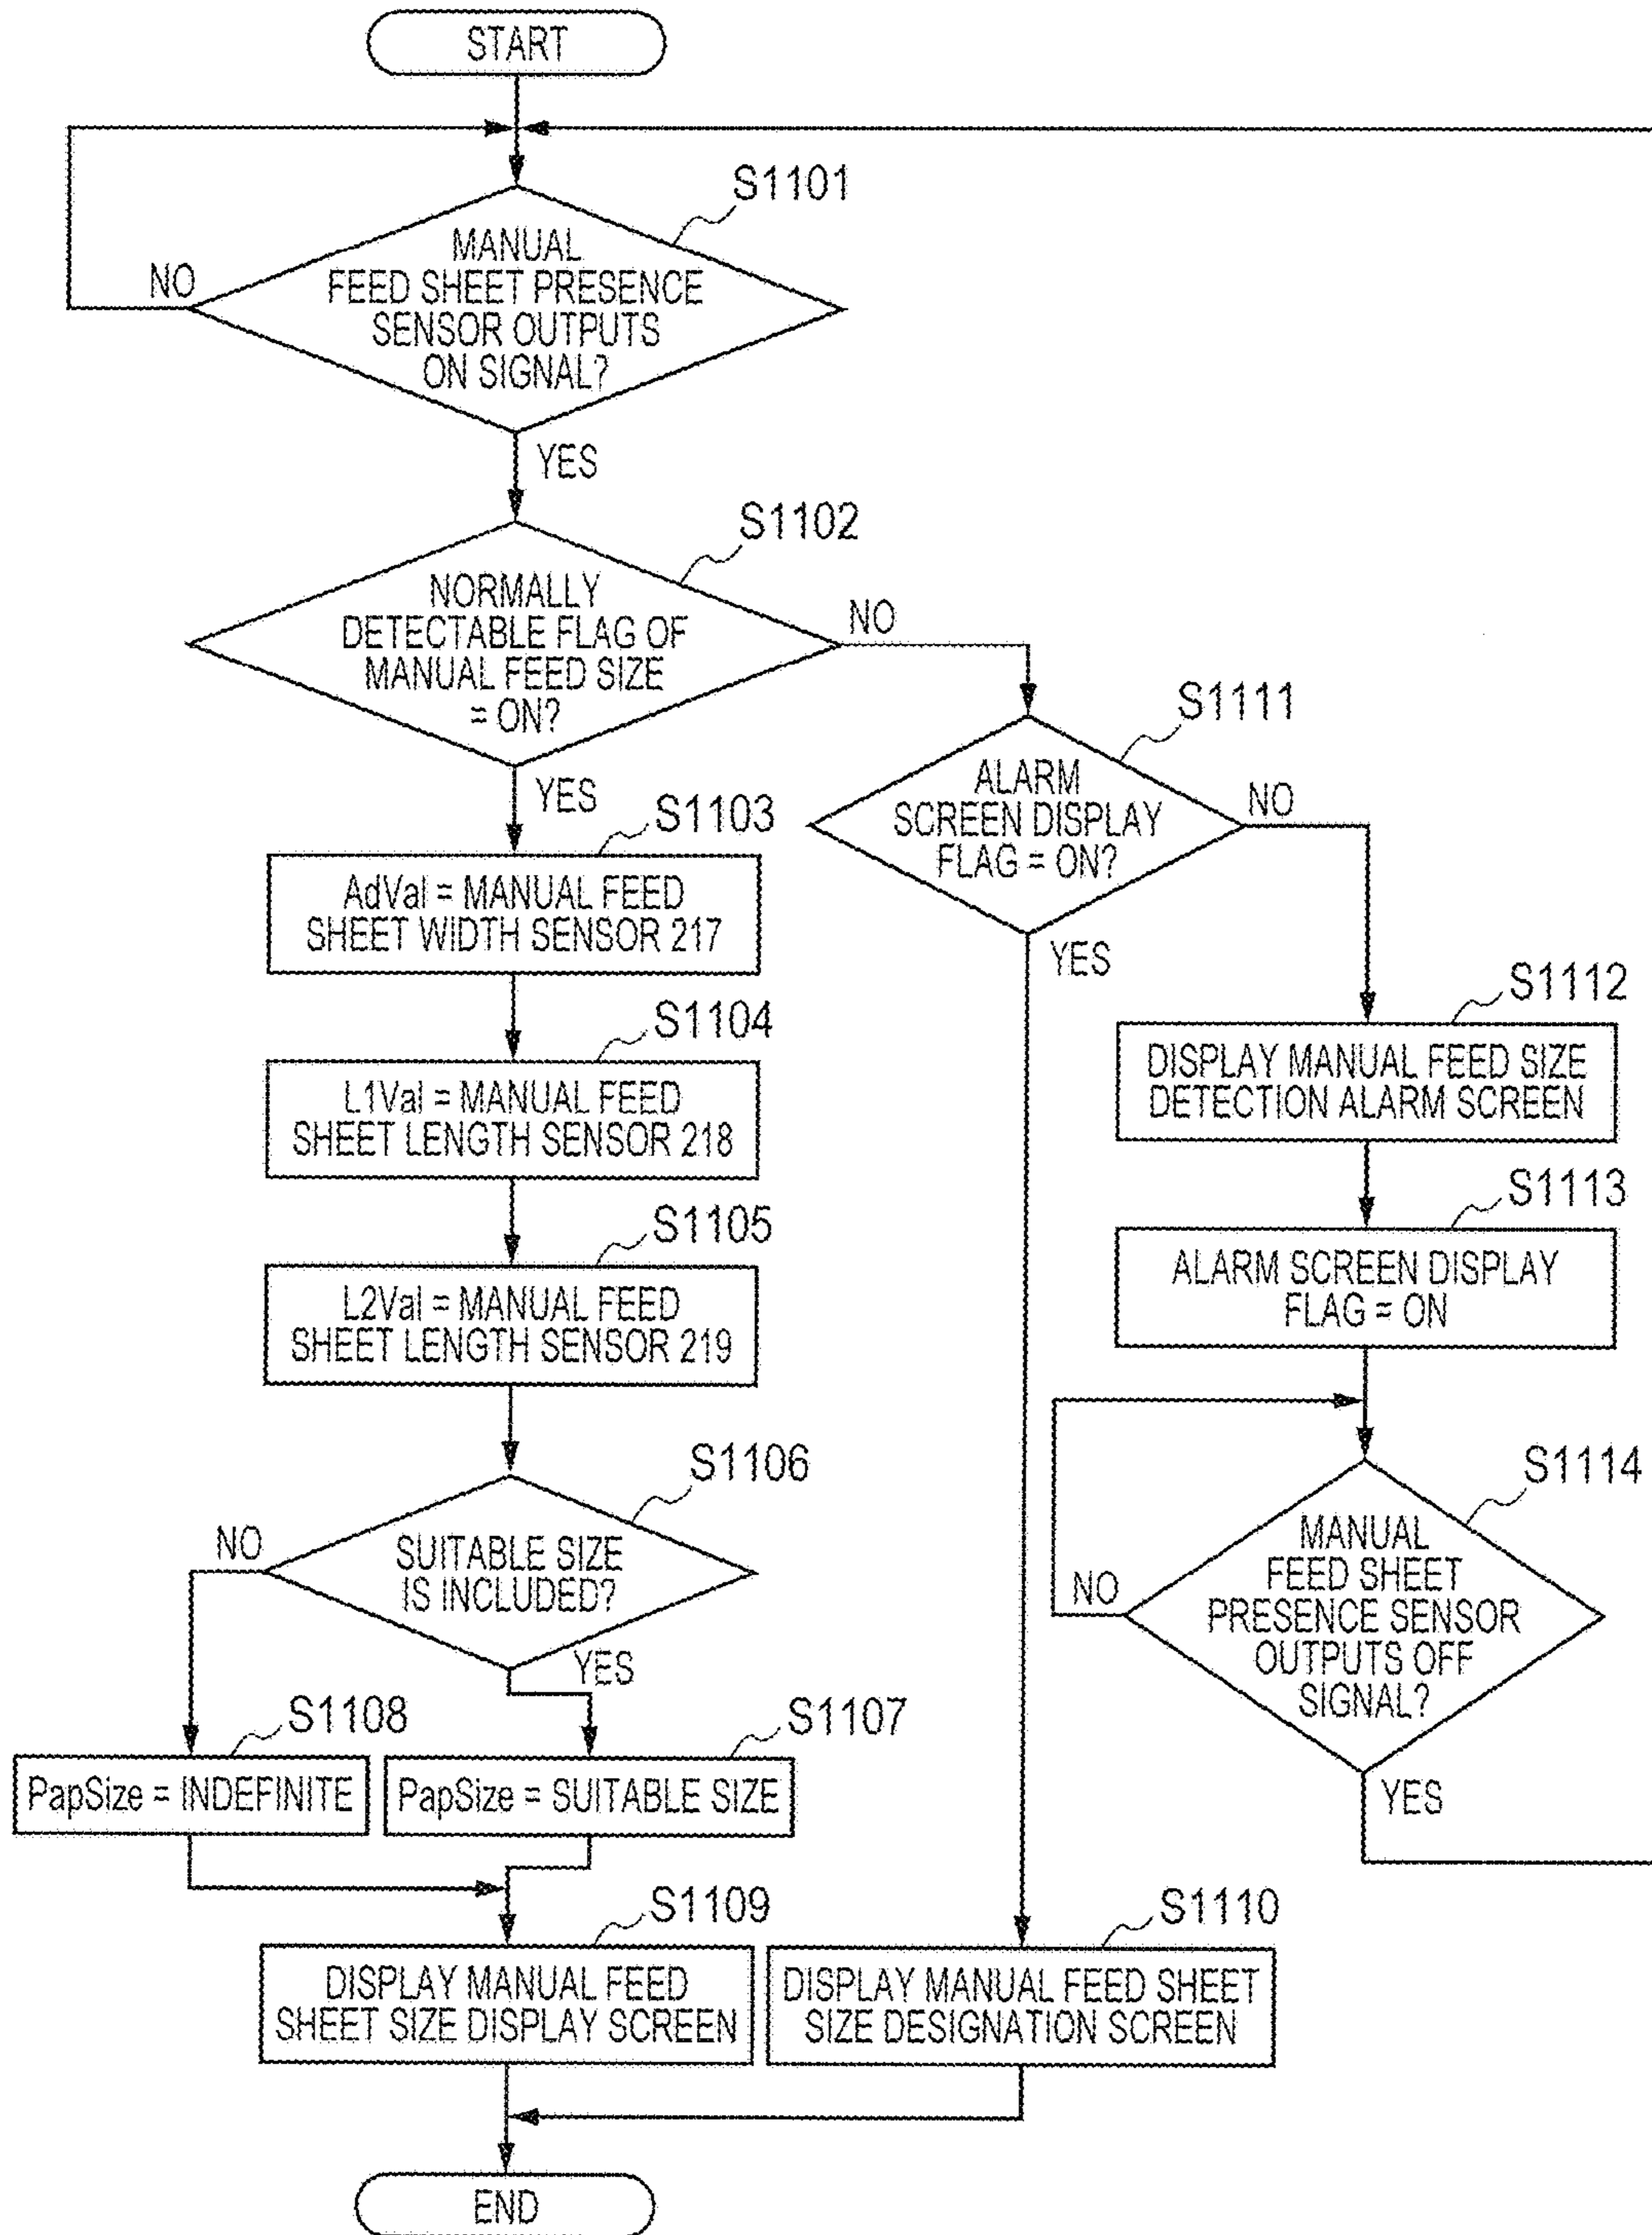 START
S1101
MANUAL
FEED SHEET PRESENCE
SENSOR OUTPUTS
ON SIGNAL?
NO
YES
S1102
NORMALLY
DETECTABLE FLAG OF
MANUAL FEED SIZE
= ON?
NO
YES
S1103
AdVal = MANUAL FEED
SHEET WIDTH SENSOR 217
S1104
L1Val = MANUAL FEED
SHEET LENGTH SENSOR 218
S1105
L2Val = MANUAL FEED
SHEET LENGTH SENSOR 219
S1106
SUITABLE SIZE
IS INCLUDED?
NO
YES
S1108
PapSize = INDEFINITE
S1107
PapSize = SUITABLE SIZE
S1109
DISPLAY MANUAL FEED
SHEET SIZE DISPLAY SCREEN
S1111
ALARM
SCREEN DISPLAY
FLAG = ON?
NO
YES
S1112
DISPLAY MANUAL FEED SIZE
DETECTION ALARM SCREEN
S1113
ALARM SCREEN DISPLAY
FLAG = ON
S1114
MANUAL
FEED SHEET
PRESENCE SENSOR
OUTPUTS OFF
SIGNAL?
NO
YES
S1110
DISPLAY MANUAL FEED SHEET
SIZE DESIGNATION SCREEN
END